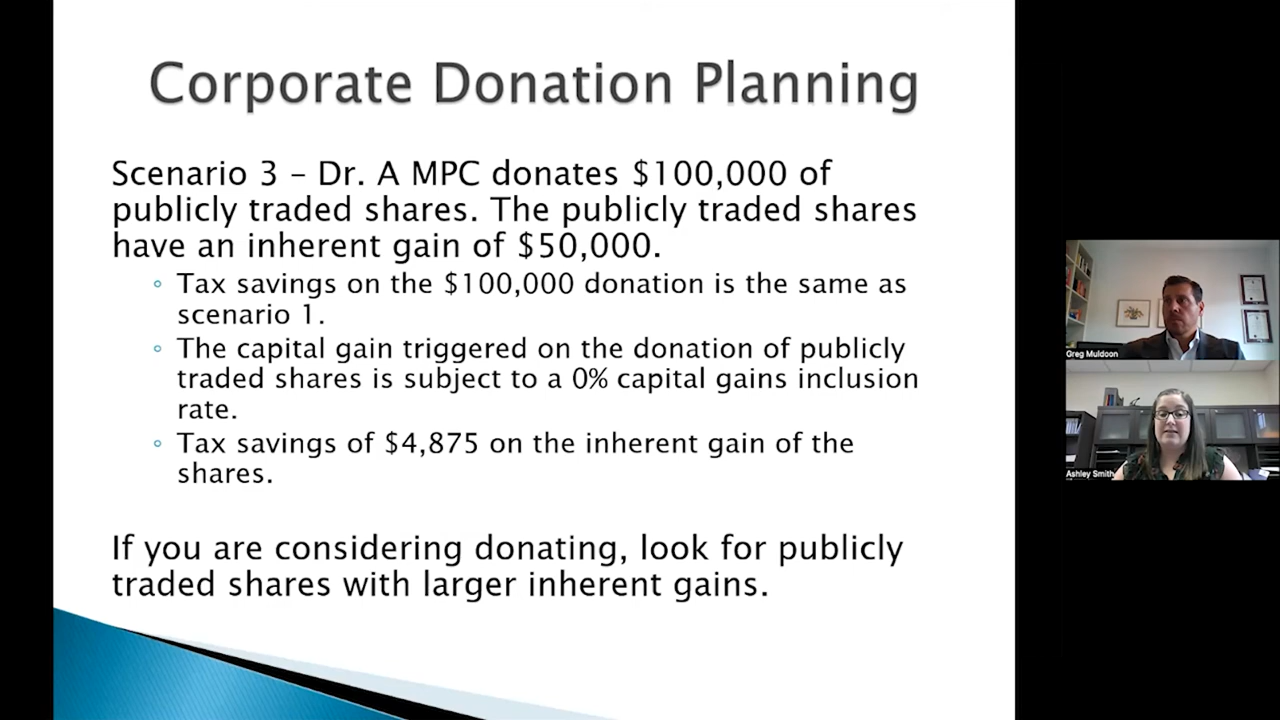 Corporate Donation Planning
Scenario 3 – Dr. A MPC donates $100,000 of
publicly traded shares. The publicly traded shares
have an inherent gain of $50,000.
◦ Tax savings on the $100,000 donation is the same as
scenario 1.
◦ The capital gain triggered on the donation of publicly
traded shares is subject to a 0% capital gains inclusion
rate.
◦ Tax savings of $4,875 on the inherent gain of the
shares.
If you are considering donating, look for publicly
traded shares with larger inherent gains.
Greg Muldoon
Ashley Smith